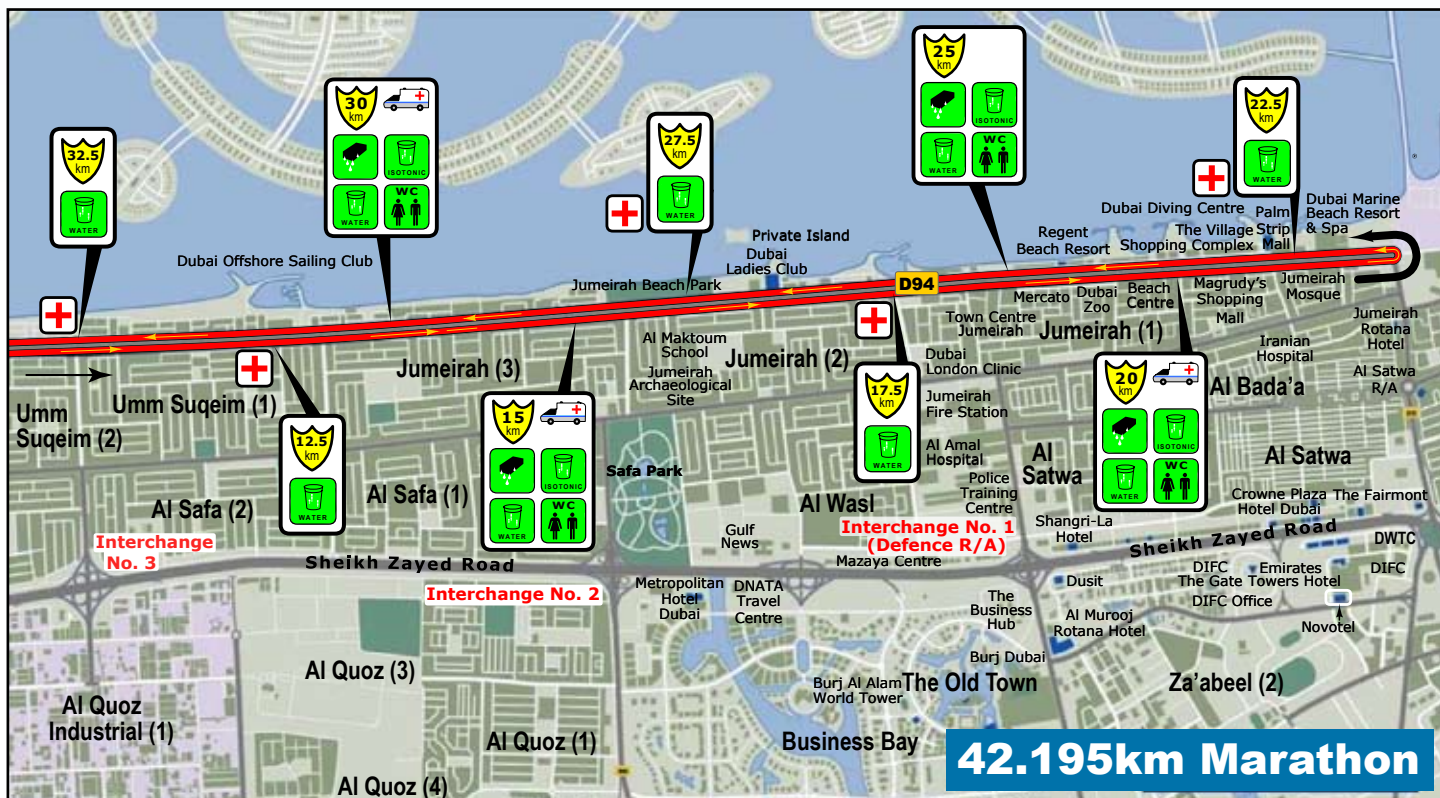 32.5
km
WATER
30
km
ISOTONIC
WATER
WC
27.5
km
WATER
25
km
ISOTONIC
WATER
WC
22.5
km
WATER
Dubai Offshore Sailing Club
Jumeirah Beach Park
Private Island
Dubai
Ladies Club
D94
Regent
Beach Resort
Dubai Diving Centre
The Village
Shopping Complex
Palm
Strip
Mall
Dubai Marine
Beach Resort
& Spa
Mercato
Dubai
Zoo
Beach
Centre
Magrudy's
Shopping
Mall
Jumeirah
Mosque
Town Centre
Jumeirah
Jumeirah (1)
Jumeirah
Rotana
Hotel
Iranian
Hospital
Al Satwa
R/A
Al Bada'a
Al Maktoum
School
Jumeirah
Archaeological
Site
Jumeirah (2)
Jumeirah (3)
Dubai
London Clinic
Jumeirah
Fire Station
Al Amal
Hospital
Police
Training
Centre
Umm
Suqeim (2)
Umm Suqeim (1)
12.5
km
WATER
15
km
ISOTONIC
WATER
WC
17.5
km
WATER
20
km
ISOTONIC
WATER
WC
Al Safa (2)
Al Safa (1)
Safa Park
Al Wasl
Al
Satwa
Al Satwa
Gulf
News
Interchange
No. 3
Sheikh Zayed Road
Interchange No. 2
Interchange No. 1
(Defence R/A)
Mazaya Centre
Shangri-La
Hotel
Crowne Plaza
Hotel Dubai
The Fairmont
Sheikh Zayed Road
DWTC
DIFC
The Gate
Emirates
Towers Hotel
DIFC
DIFC Office
Novotel
Dusit
Al Murooj
Rotana Hotel
Metropolitan
Hotel
Dubai
DNATA
Travel
Centre
The
Business
Hub
Burj Dubai
Burj Al Alam
World Tower
The Old Town
Za'abeel (2)
Al Quoz
Industrial (1)
Al Quoz (3)
Al Quoz (1)
Al Quoz (4)
Business Bay
42.195km Marathon